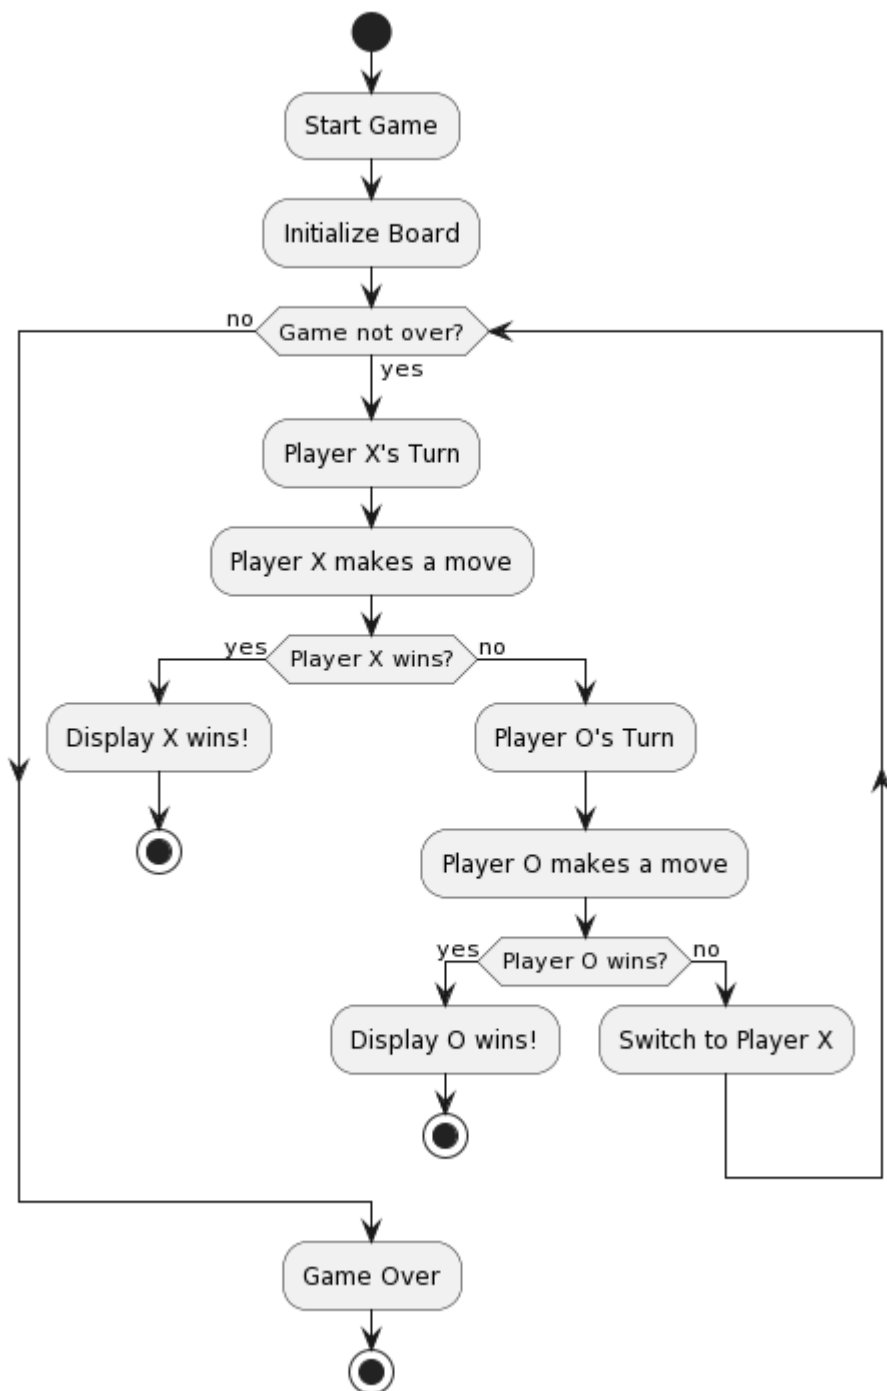 Start Game
Initialize Board
no
Game not over?
yes
Player X's Turn
Player X makes a move
yes
Player X wins?
no
Display X wins!
Player O's Turn
Player O makes a move
yes
Player O wins?
no
Display O wins!
Switch to Player X
Game Over